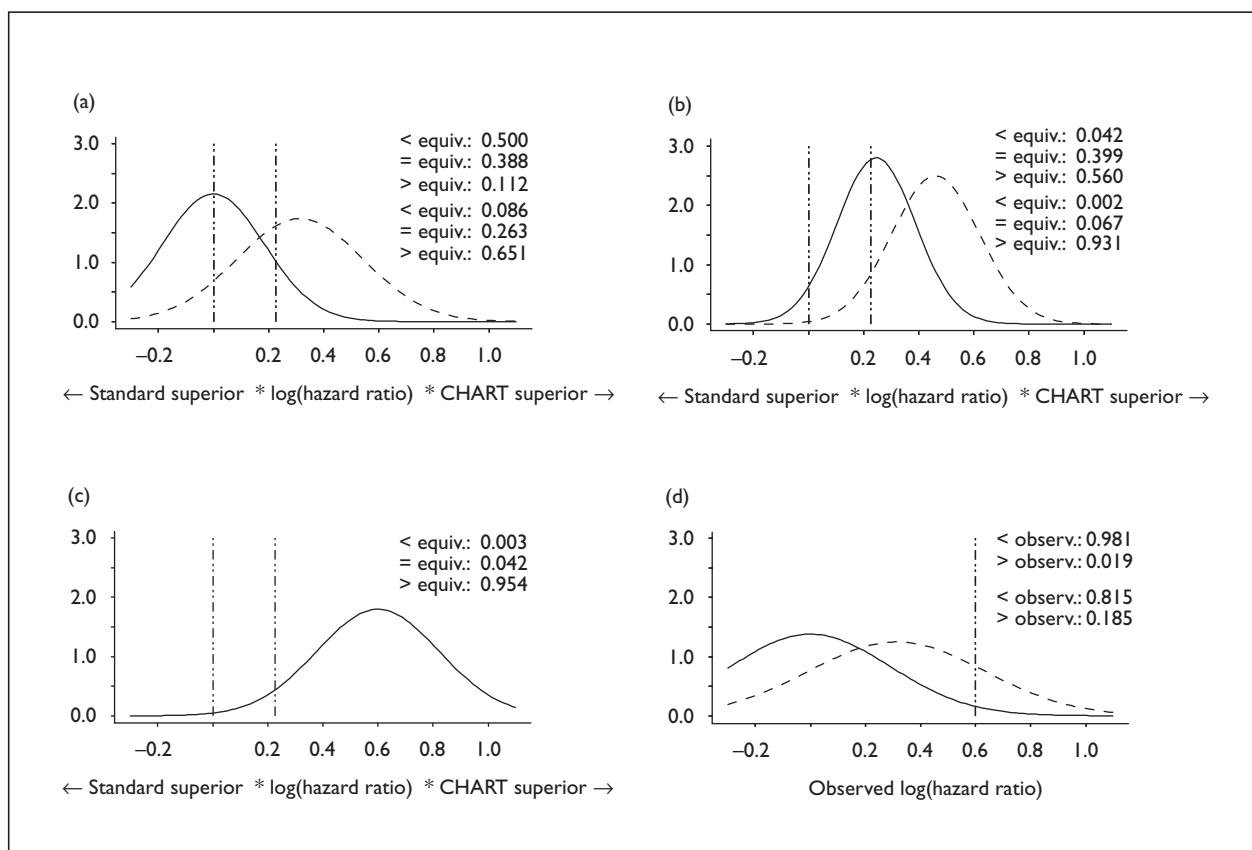 (a)
3.0
2.0
1.0
0.0
< equiv.: 0.500
= equiv.: 0.388
> equiv.: 0.112
< equiv.: 0.086
= equiv.: 0.263
> equiv.: 0.651
–0.2 0.2 0.4 0.6 1.0
← Standard superior * log(hazard ratio) * CHART superior →
(b)
3.0
2.0
1.0
0.0
< equiv.: 0.042
= equiv.: 0.399
> equiv.: 0.560
< equiv.: 0.002
= equiv.: 0.067
> equiv.: 0.931
–0.2 0.2 0.4 0.6 1.0
← Standard superior * log(hazard ratio) * CHART superior →
(c)
3.0
2.0
1.0
0.0
< equiv.: 0.003
= equiv.: 0.042
> equiv.: 0.954
–0.2 0.2 0.4 0.6 1.0
← Standard superior * log(hazard ratio) * CHART superior →
(d)
3.0
2.0
1.0
0.0
< observ.: 0.981
> observ.: 0.019
< observ.: 0.815
> observ.: 0.185
–0.2 0.2 0.4 0.6 1.0
Observed log(hazard ratio)